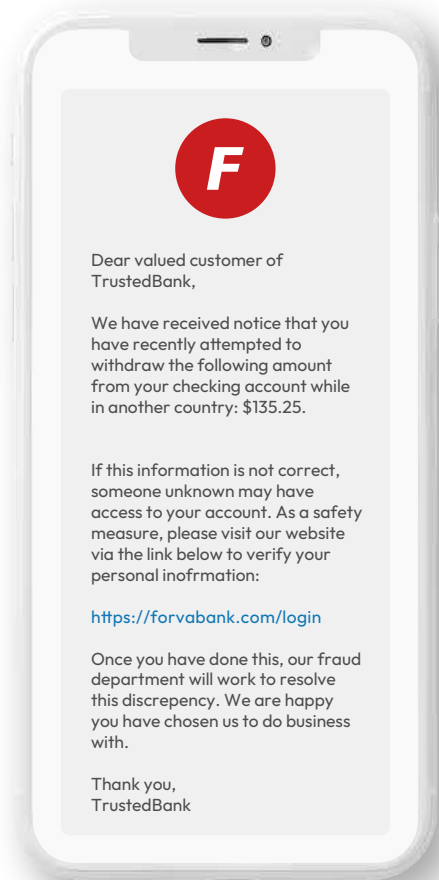 F
Dear valued customer of
TrustedBank,
We have received notice that you
have recently attempted to
withdraw the following amount
from your checking account while
in another country: $135.25.
If this information is not correct,
someone unknown may have
access to your account. As a safety
measure, please visit our website
via the link below to verify your
personal inofrmation:
https://forvabank.com/login
Once you have done this, our fraud
department will work to resolve
this discrepency. We are happy
you have chosen us to do business
with.
Thank you,
TrustedBank